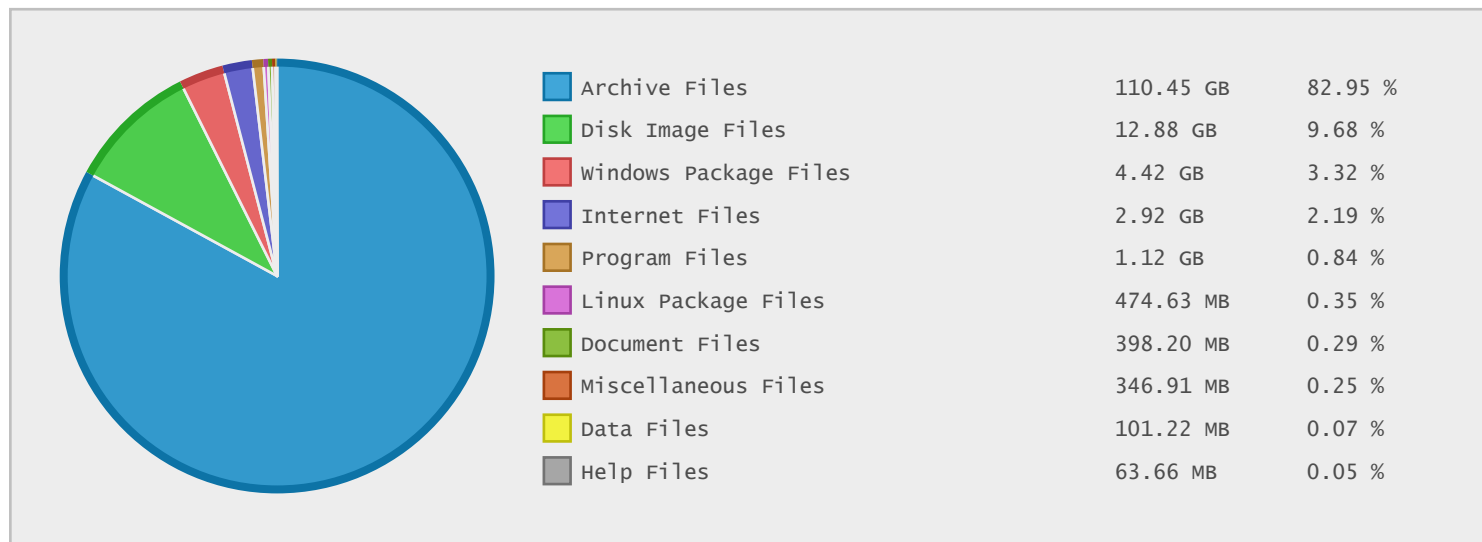 Archive Files 110.45 GB 82.95 %
Disk Image Files 12.88 GB 9.68 %
Windows Package Files 4.42 GB 3.32 %
Internet Files 2.92 GB 2.19 %
Program Files 1.12 GB 0.84 %
Linux Package Files 474.63 MB 0.35 %
Document Files 398.20 MB 0.29 %
Miscellaneous Files 346.91 MB 0.25 %
Data Files 101.22 MB 0.07 %
Help Files 63.66 MB 0.05 %